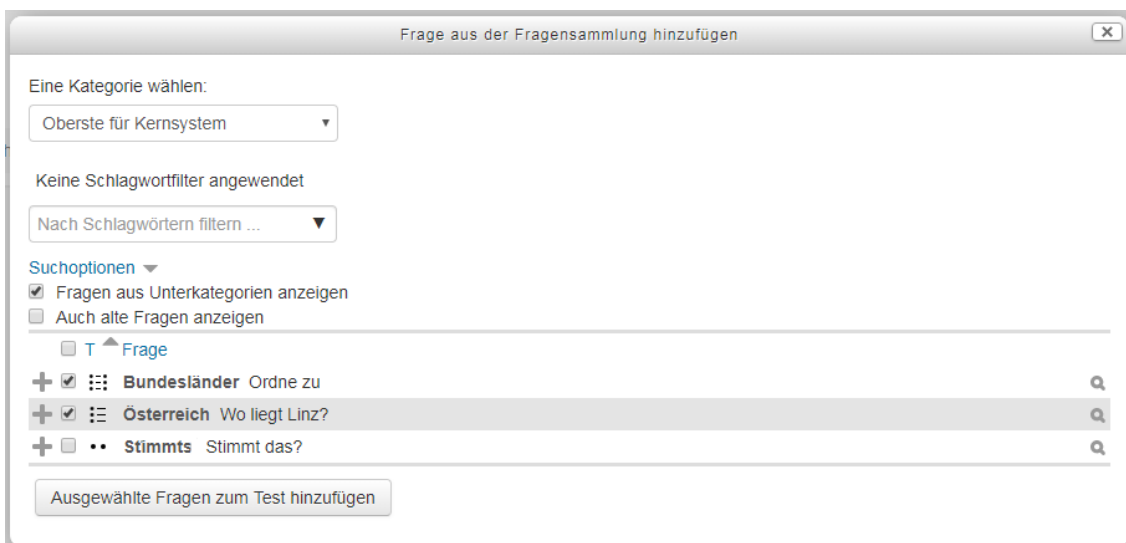 Frage aus der Fragensammlung hinzufügen
Eine Kategorie wählen:
Oberste für Kernsystem
Keine Schlagwortfilter angewendet
Nach Schlagwörtern filtern ...
Suchoptionen
Fragen aus Unterkategorien anzeigen
Auch alte Fragen anzeigen
T Frage
Bundesländer Ordne zu
Österreich Wo liegt Linz?
Stimmts Stimmt das?
Ausgewählte Fragen zum Test hinzufügen